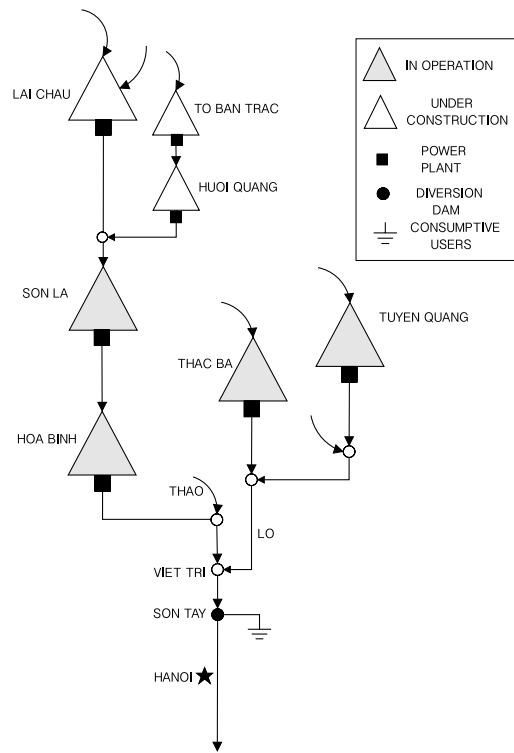 LAI CHAU
TO BAN TRAC
HUOI QUANG
SON LA
THAC BA
TUYEN QUANG
HOA BINH
THAO
LO
VIET TRI
SON TAY
HANOI
IN OPERATION
UNDER
CONSTRUCTION
POWER
PLANT
DIVERSION
DAM
CONSUMPTIVE
USERS